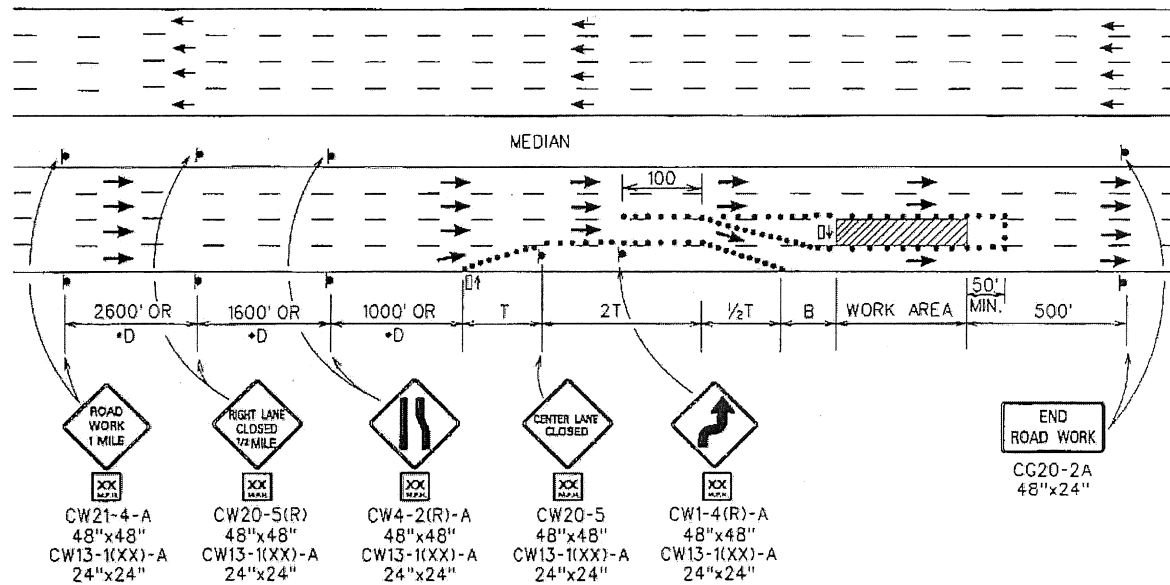 MEDIAN
100
2600' OR
*D
1600' OR
*D
1000' OR
*D
T
2T
1/2T
B
WORK AREA
50'
MIN.
500'
ROAD
WORK
1 MILE
XX
M.P.H.
CW21-4-A
48"x48"
CW13-1(XX)-A
24"x24"
RIGHT LANE
CLOSED
1/2 MILE
XX
M.P.H.
CW20-5(R)
48"x48"
CW13-1(XX)-A
24"x24"
XX
M.P.H.
CW4-2(R)-A
48"x48"
CW13-1(XX)-A
24"x24"
CENTER LANE
CLOSED
XX
M.P.H.
CW20-5
48"x48"
CW13-1(XX)-A
24"x24"
XX
M.P.H.
CW1-4(R)-A
48"x48"
CW13-1(XX)-A
24"x24"
END
ROAD WORK
CG20-2A
48"x24"